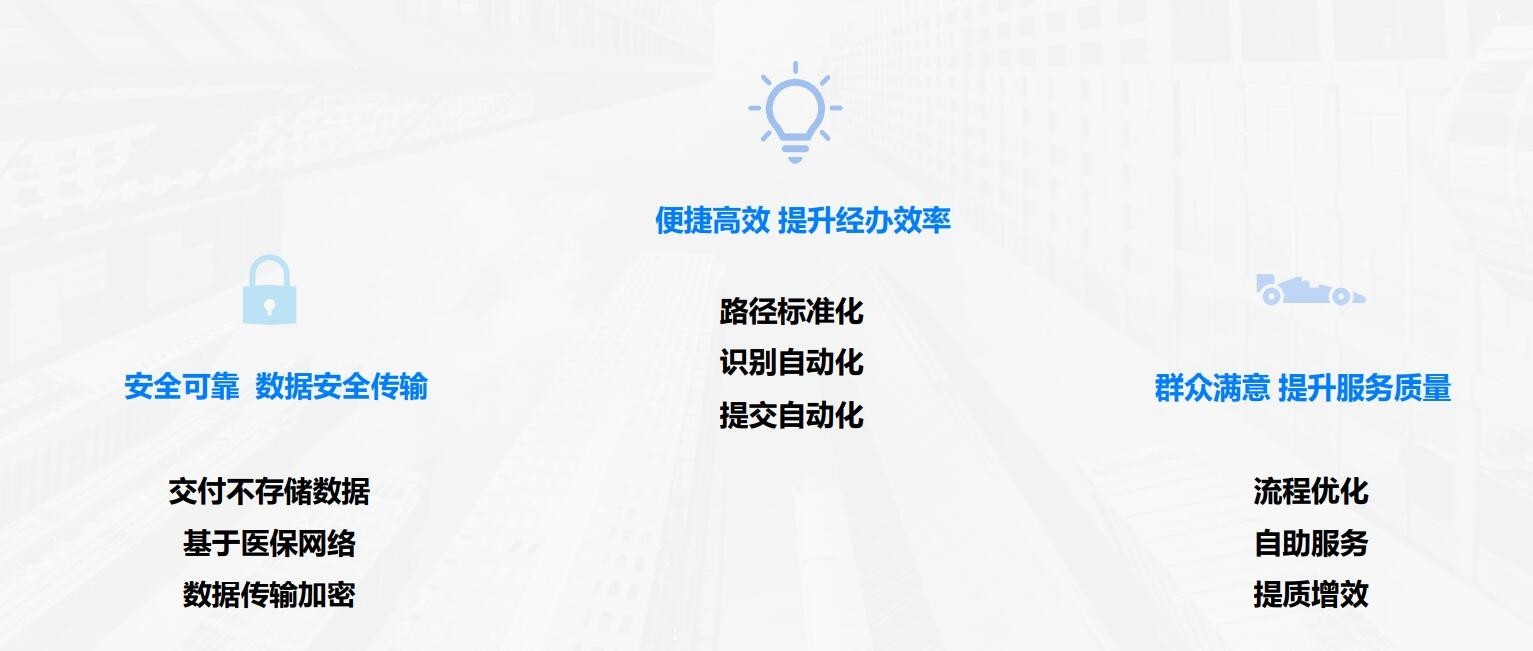 便捷高效 提升经办效率
路径标准化
识别自动化
提交自动化
安全可靠  数据安全传输
交付不存储数据
基于医保网络
数据传输加密
群众满意 提升服务质量
流程优化
自助服务
提质增效